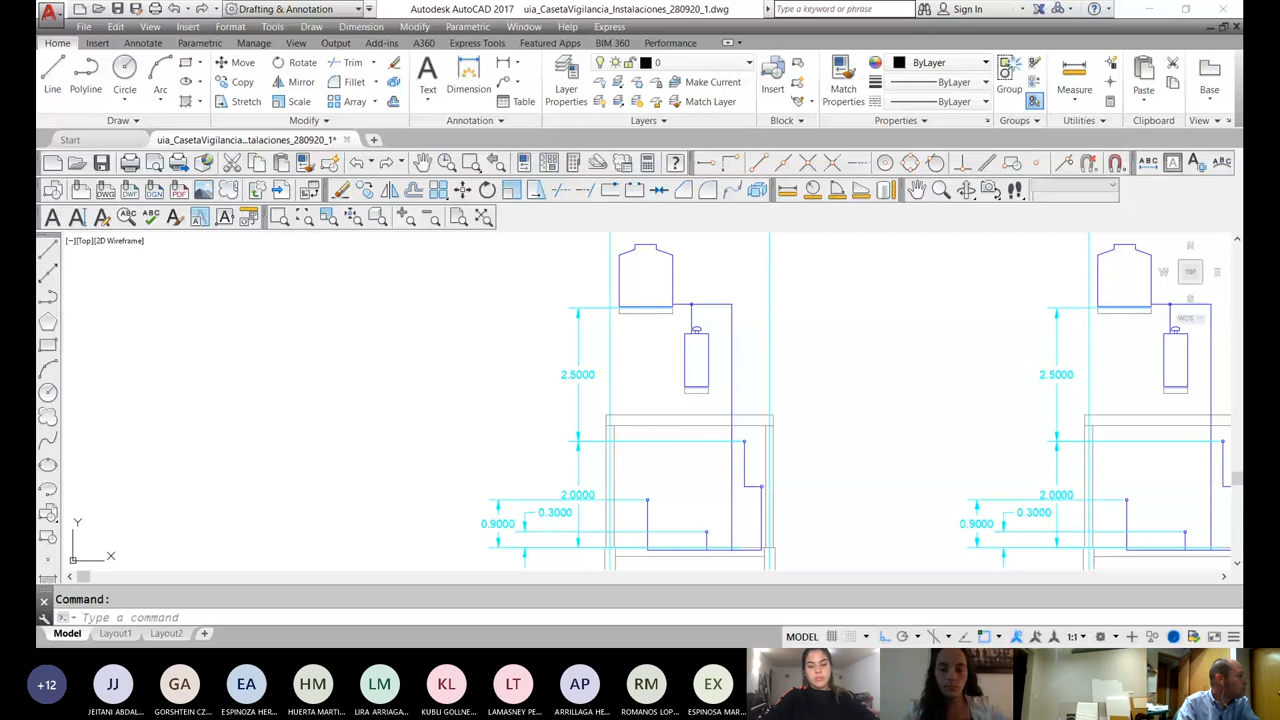 Drafting & Annotation
Autodesk AutoCAD 2017 uia_CasetaVigilancia_Instalaciones_280920_1.dwg
Type a keyword or phrase
Sign In
File Edit View Insert Format Tools Draw Dimension Modify Parametric Window Help Express
Home Insert Annotate Parametric Manage View Output Add-ins A360 Express Tools Featured Apps BIM 360 Performance
Line Polyline Circle Arc
Move Rotate Trim
Copy Mirror Fillet
Stretch Scale Array
Text Dimension Table
Layer Properties
0
Make Current
Match Layer
Insert
Match Properties
ByLayer
ByLayer
ByLayer
Group
Measure
Paste
Base
Draw Modify Annotation Layers Block Properties Groups Utilities Clipboard View
Start
uia_CasetaVigilancia...talaciones_280920_1*
[−][Top][2D Wireframe]
N
W TOP E
S
WCS
2.5000 2.5000
2.0000 2.0000
0.3000 0.3000
0.9000 0.9000
Y
X
Command:
Type a command
Model Layout1 Layout2 +
MODEL
1:1
+12 JJ GA EA HM LM KL LT AP RM EX
JEITANI ABDAL... GORSHTEIN CZ... ESPINOZA HER... HUERTA MARTI... LIRA ARRIAGA... KUBLI GOLLNE... LAMASNEY PE... ARRILLAGA HE... ROMANOS LOP... ESPINOSA MAR...